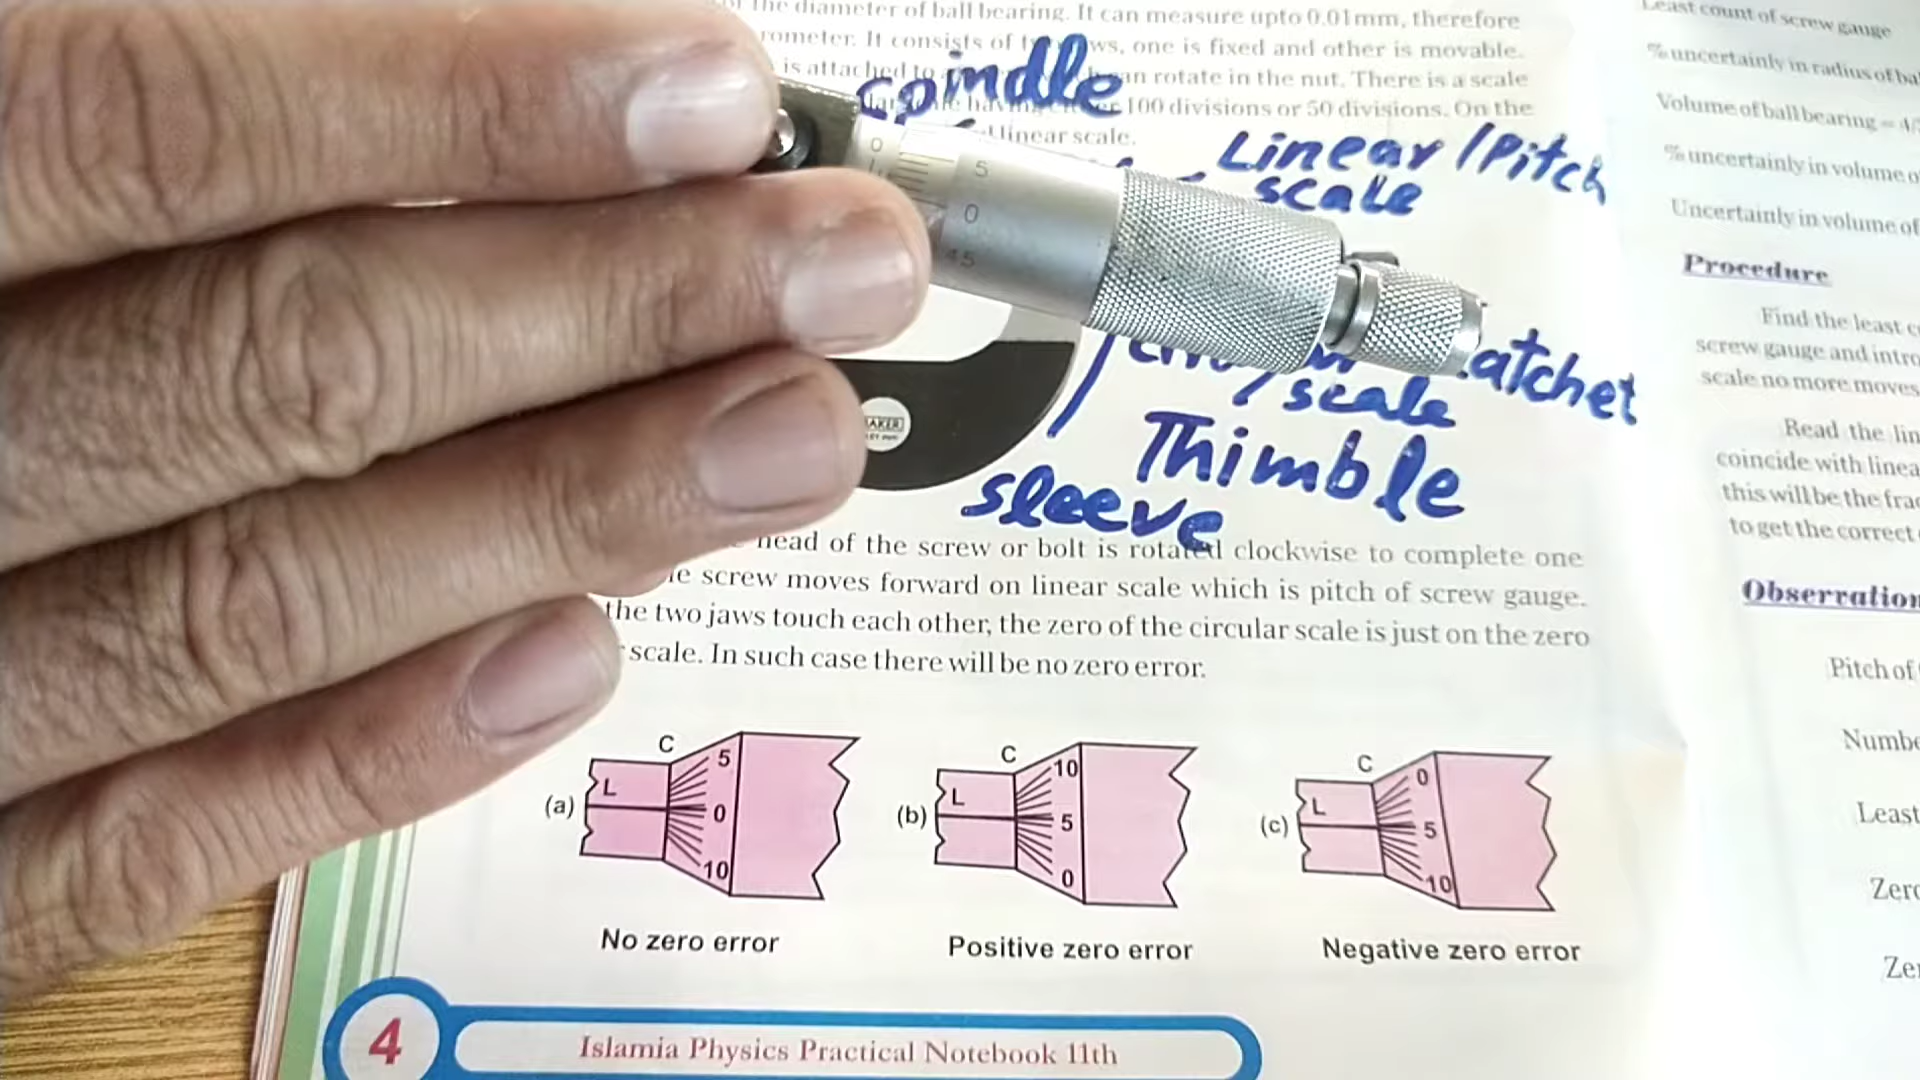 the diameter of ball bearing. It can measure upto 0.01mm, therefore
rometer. It consists of ws, one is fixed and other is movable.
is attached to an rotate in the nut. There is a scale
100 divisions or 50 divisions. On the
linear scale.
spindle
Linear / Pitch
scale
0
5
0
45
atchet
scale
Thimble
sleeve
head of the screw or bolt is rotated clockwise to complete one
screw moves forward on linear scale which is pitch of screw gauge.
the two jaws touch each other, the zero of the circular scale is just on the zero
scale. In such case there will be no zero error.
(a) L C 5 0 10
No zero error
(b) L C 10 5 0
Positive zero error
(c) L C 0 5 10
Negative zero error
4
Islamia Physics Practical Notebook 11th
Least count of screw gauge
% uncertainly in radius of ba
Volume of ball bearing = 4/
% uncertainly in volume o
Uncertainly in volume of
Procedure
Find the least c
screw gauge and intro
scale no more moves
Read the lin
coincide with linea
this will be the frac
to get the correct
Observation
Pitch of
Numbe
Least
Zero
Ze